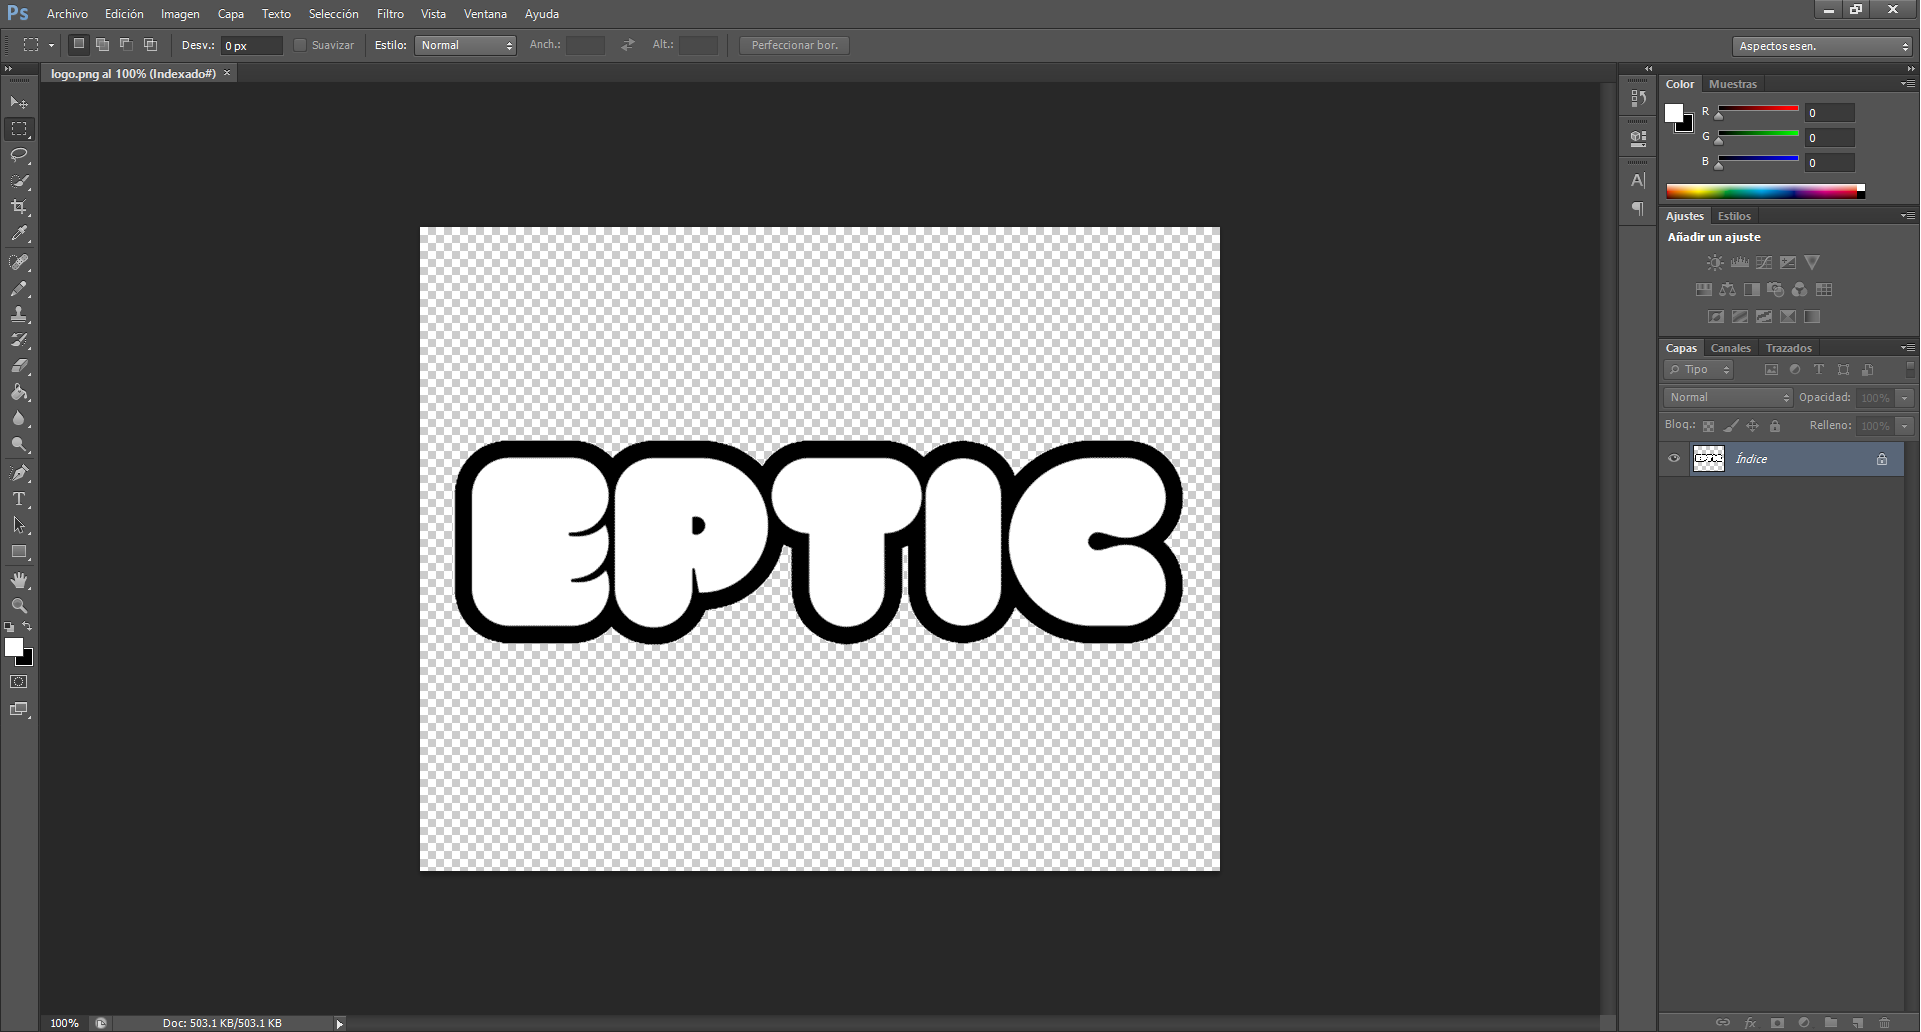 Ps Archivo Edición Imagen Capa Texto Selección Filtro Vista Ventana Ayuda
Desv.: 0 px Suavizar Estilo: Normal Anch.: Alt.: Perfeccionar bor. Aspectos esen.
logo.png al 100% (Indexado#) ×
Color Muestras
R 0
G 0
B 0
Ajustes Estilos
Añadir un ajuste
Capas Canales Trazados
Tipo
Normal Opacidad: 100%
Bloq.: Relleno: 100%
Índice
EPTIC
100% Doc: 503.1 KB/503.1 KB